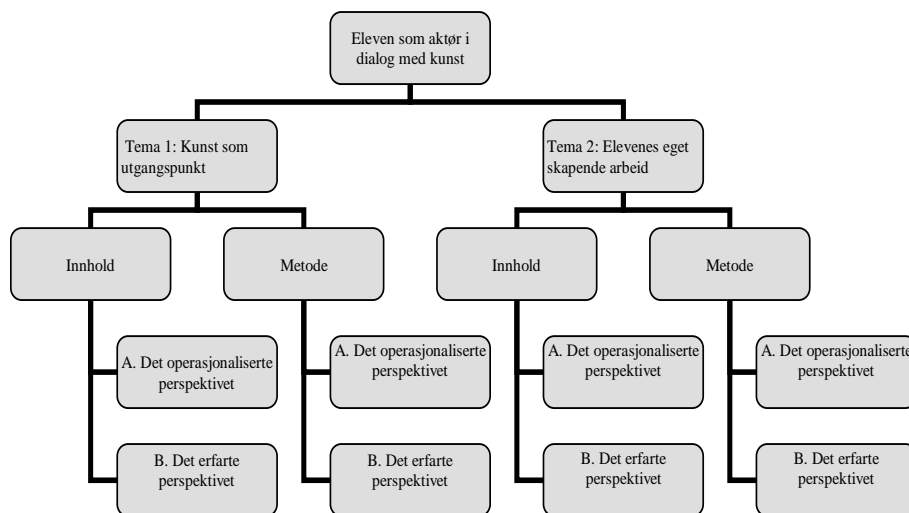 Eleven som aktør i
dialog med kunst
Tema 1: Kunst som
utgangspunkt
Tema 2: Elevenes eget
skapende arbeid
Innhold
Metode
Innhold
Metode
A. Det operasjonaliserte
perspektivet
A. Det operasjonaliserte
perspektivet
A. Det operasjonaliserte
perspektivet
A. Det operasjonaliserte
perspektivet
B. Det erfarte
perspektivet
B. Det erfarte
perspektivet
B. Det erfarte
perspektivet
B. Det erfarte
perspektivet